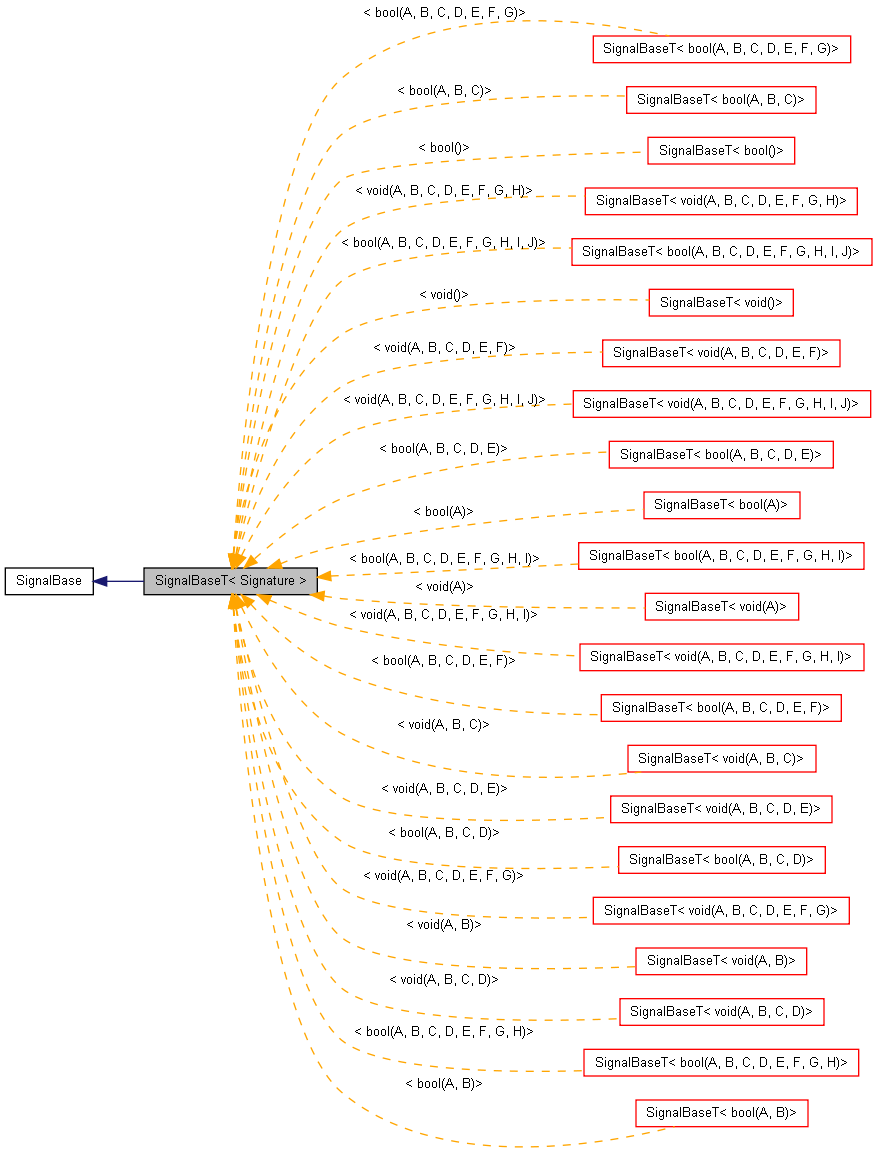 < bool(A, B, C, D, E, F, G)>
SignalBaseT< bool(A, B, C, D, E, F, G)>
< bool(A, B, C)>
SignalBaseT< bool(A, B, C)>
< bool()>
SignalBaseT< bool()>
< void(A, B, C, D, E, F, G, H)>
SignalBaseT< void(A, B, C, D, E, F, G, H)>
< bool(A, B, C, D, E, F, G, H, I, J)>
SignalBaseT< bool(A, B, C, D, E, F, G, H, I, J)>
< void()>
SignalBaseT< void()>
< void(A, B, C, D, E, F)>
SignalBaseT< void(A, B, C, D, E, F)>
< void(A, B, C, D, E, F, G, H, I, J)>
SignalBaseT< void(A, B, C, D, E, F, G, H, I, J)>
< bool(A, B, C, D, E)>
SignalBaseT< bool(A, B, C, D, E)>
< bool(A)>
SignalBaseT< bool(A)>
< bool(A, B, C, D, E, F, G, H, I)>
SignalBaseT< bool(A, B, C, D, E, F, G, H, I)>
SignalBase
SignalBaseT< Signature >
< void(A)>
SignalBaseT< void(A)>
< void(A, B, C, D, E, F, G, H, I)>
SignalBaseT< void(A, B, C, D, E, F, G, H, I)>
< bool(A, B, C, D, E, F)>
SignalBaseT< bool(A, B, C, D, E, F)>
< void(A, B, C)>
SignalBaseT< void(A, B, C)>
< void(A, B, C, D, E)>
SignalBaseT< void(A, B, C, D, E)>
< bool(A, B, C, D)>
SignalBaseT< bool(A, B, C, D)>
< void(A, B, C, D, E, F, G)>
SignalBaseT< void(A, B, C, D, E, F, G)>
< void(A, B)>
SignalBaseT< void(A, B)>
< void(A, B, C, D)>
SignalBaseT< void(A, B, C, D)>
< bool(A, B, C, D, E, F, G, H)>
SignalBaseT< bool(A, B, C, D, E, F, G, H)>
< bool(A, B)>
SignalBaseT< bool(A, B)>